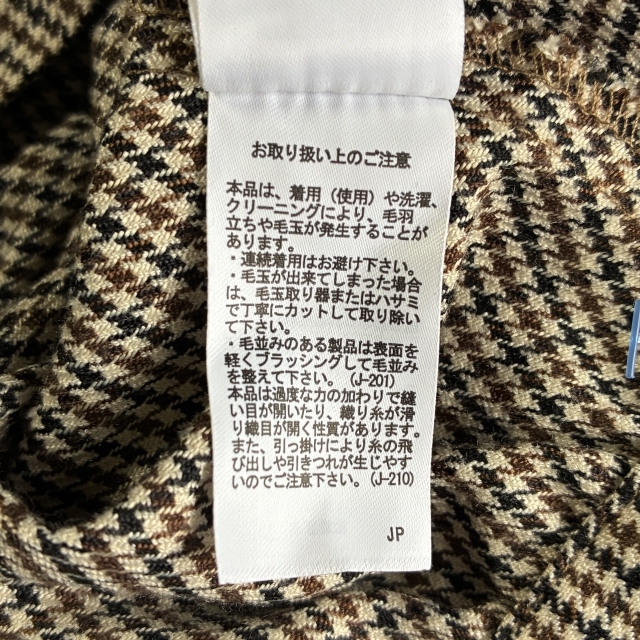 お取り扱い上のご注意
本品は、着用（使用）や洗濯、
クリーニングにより、毛羽
立ちや毛玉が発生することが
あります。
・連続着用はお避け下さい。
・毛玉が出来てしまった場合
は、毛玉取り器またはハサミ
で丁寧にカットして取り除い
て下さい。
・毛並みのある製品は表面を
軽くブラッシングして毛並み
を整えて下さい。（J-201）
本品は過度な力の加わりで縫
い目が開いたり、織り糸が滑
り織目が開く性質があります。
また、引っ掛けにより糸の飛
び出しや引きつれが生じやす
いのでご注意下さい。（J-210）
JP